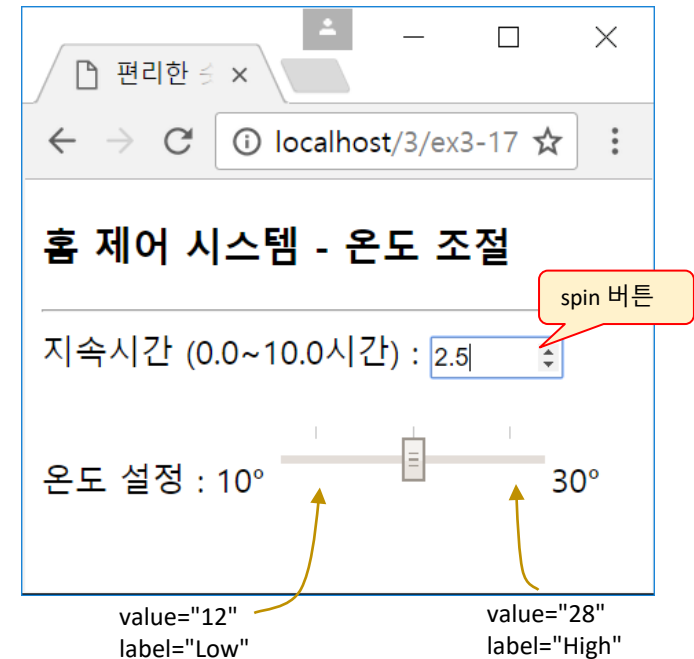 편리한
localhost/3/ex3-17
홈 제어 시스템 - 온도 조절
spin 버튼
지속시간 (0.0~10.0시간) : 2.5
온도 설정 : 10° 30°
value="12"
label="Low"
value="28"
label="High"